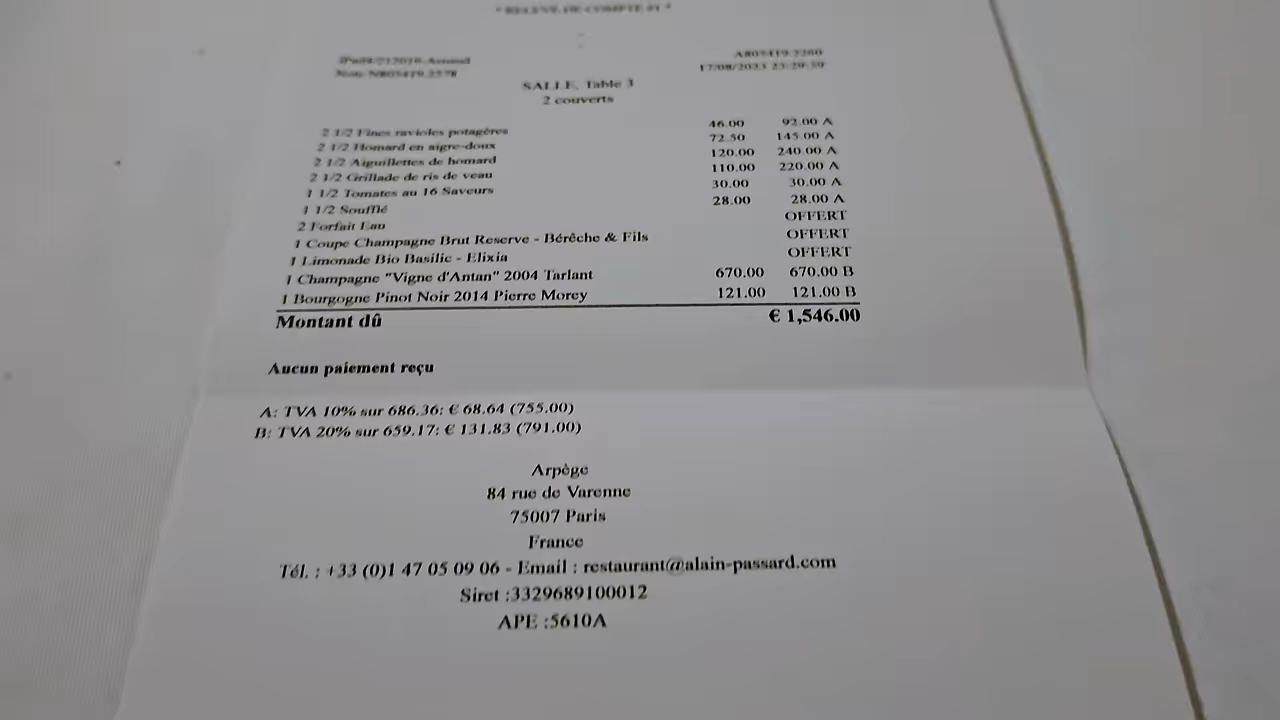 * RELEVE DE COMPTE #1 *
17/08/2023
SALLE, Table 3
2 couverts
2 1/2 Fines ravioles potagères 46.00 92.00 A
2 1/2 Homard en aigre-doux 72.50 145.00 A
2 1/2 Aiguillettes de homard 120.00 240.00 A
2 1/2 Grillade de ris de veau 110.00 220.00 A
1 1/2 Tomates au 16 Saveurs 30.00 30.00 A
1 1/2 Soufflé 28.00 28.00 A
2 Forfait Eau OFFERT
1 Coupe Champagne Brut Reserve - Bérêche & Fils OFFERT
1 Limonade Bio Basilic - Elixia OFFERT
1 Champagne "Vigne d'Antan" 2004 Tarlant 670.00 670.00 B
1 Bourgogne Pinot Noir 2014 Pierre Morey 121.00 121.00 B
Montant dû € 1,546.00
Aucun paiement reçu
A: TVA 10% sur 686.36: € 68.64 (755.00)
B: TVA 20% sur 659.17: € 131.83 (791.00)
Arpège
84 rue de Varenne
75007 Paris
France
Tél. : +33 (0)1 47 05 09 06 - Email : restaurant@alain-passard.com
Siret :3329689100012
APE :5610A